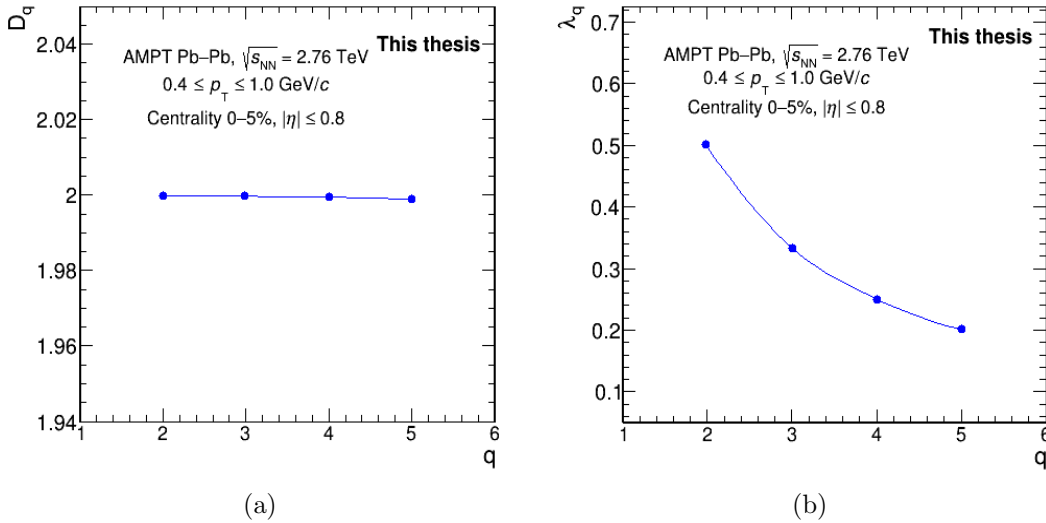 D_q
2.04
2.02
2
1.98
1.96
1.94
This thesis
AMPT Pb–Pb, √s_NN = 2.76 TeV
0.4 ≤ p_T ≤ 1.0 GeV/c
Centrality 0–5%, |η| ≤ 0.8
1 2 3 4 5 6
q
(a)
λ_q
0.7
0.6
0.5
0.4
0.3
0.2
0.1
This thesis
AMPT Pb–Pb, √s_NN = 2.76 TeV
0.4 ≤ p_T ≤ 1.0 GeV/c
Centrality 0–5%, |η| ≤ 0.8
1 2 3 4 5 6
q
(b)